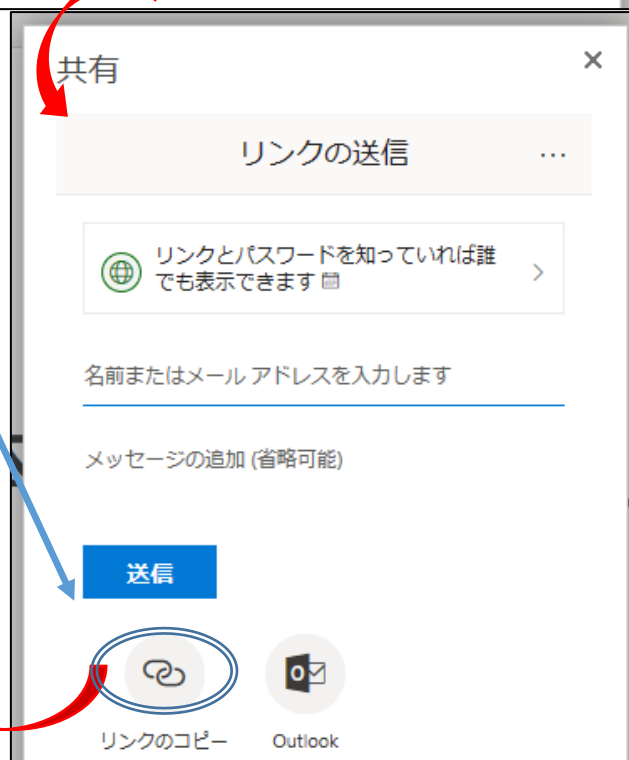 共有
リンクの送信
リンクとパスワードを知っていれば誰
でも表示できます
名前またはメール アドレスを入力します
メッセージの追加 (省略可能)
送信
リンクのコピー Outlook